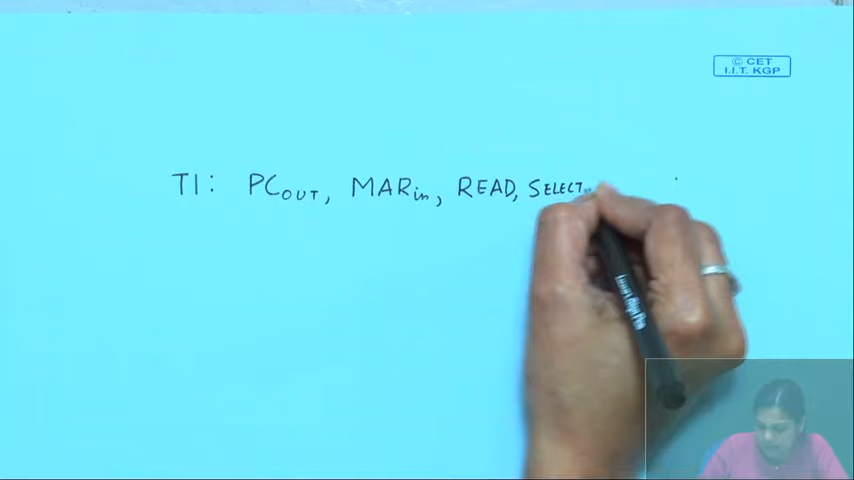 © CET
I.I.T. KGP
T1: PCOUT, MARin, READ, SELECT